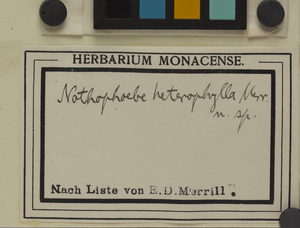 HERBARIUM MONACENSE.
Nothophoebe heterophylla Merr.
n. sp.
Nach Liste von E.D.Merrill.